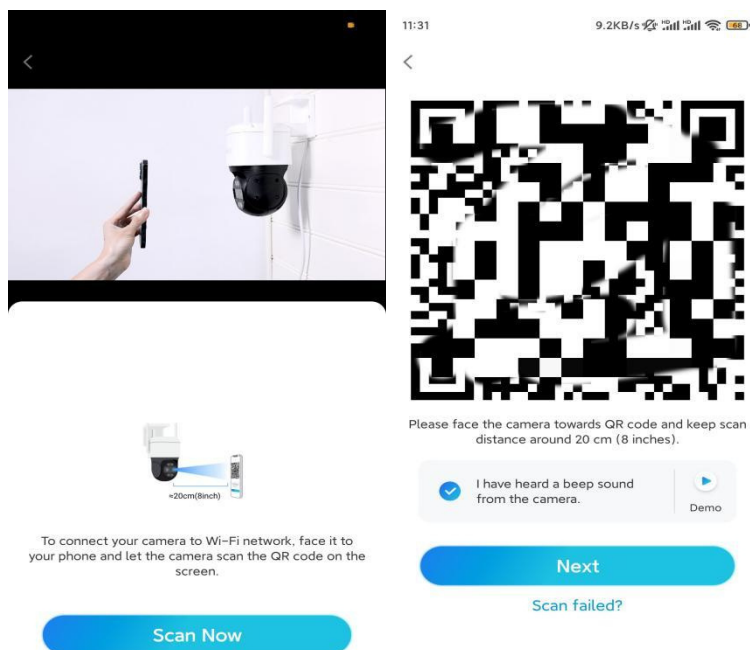 ≈20cm(8inch)
To connect your camera to Wi-Fi network, face it to
your phone and let the camera scan the QR code on the
screen.
Scan Now
11:31
9.2KB/s HD HD 68
Please face the camera towards QR code and keep scan
distance around 20 cm (8 inches).
I have heard a beep sound
from the camera.
Demo
Next
Scan failed?